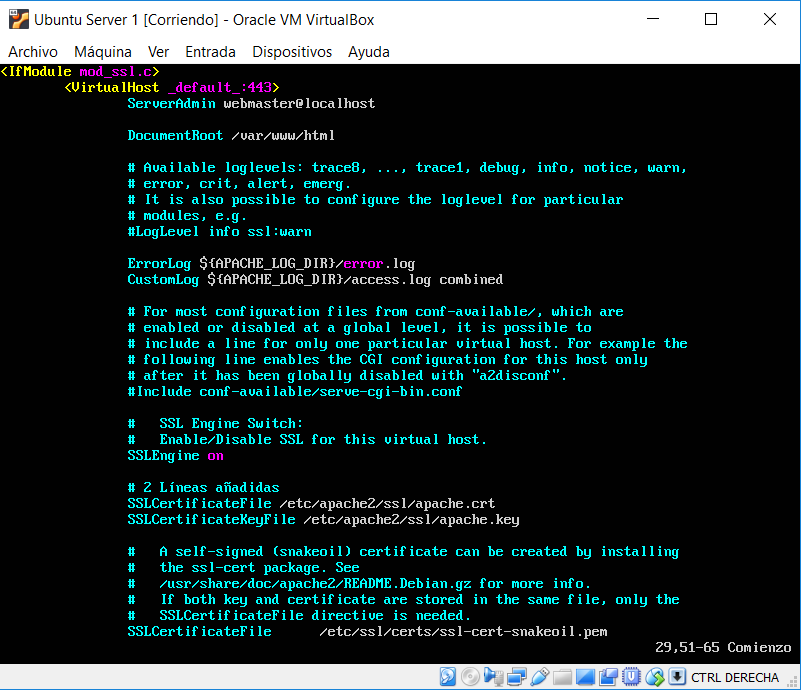 Ubuntu Server 1 [Corriendo] - Oracle VM VirtualBox
Archivo Máquina Ver Entrada Dispositivos Ayuda
<IfModule mod_ssl.c>
<VirtualHost _default_:443>
ServerAdmin webmaster@localhost
DocumentRoot /var/www/html
# Available loglevels: trace8, ..., trace1, debug, info, notice, warn,
# error, crit, alert, emerg.
# It is also possible to configure the loglevel for particular
# modules, e.g.
#LogLevel info ssl:warn
ErrorLog ${APACHE_LOG_DIR}/error.log
CustomLog ${APACHE_LOG_DIR}/access.log combined
# For most configuration files from conf-available/, which are
# enabled or disabled at a global level, it is possible to
# include a line for only one particular virtual host. For example the
# following line enables the CGI configuration for this host only
# after it has been globally disabled with "a2disconf".
#Include conf-available/serve-cgi-bin.conf
#   SSL Engine Switch:
#   Enable/Disable SSL for this virtual host.
SSLEngine on
# 2 Líneas añadidas
SSLCertificateFile /etc/apache2/ssl/apache.crt
SSLCertificateKeyFile /etc/apache2/ssl/apache.key
#   A self-signed (snakeoil) certificate can be created by installing
#   the ssl-cert package. See
#   /usr/share/doc/apache2/README.Debian.gz for more info.
#   If both key and certificate are stored in the same file, only the
#   SSLCertificateFile directive is needed.
SSLCertificateFile      /etc/ssl/certs/ssl-cert-snakeoil.pem
29,51-65 Comienzo
CTRL DERECHA